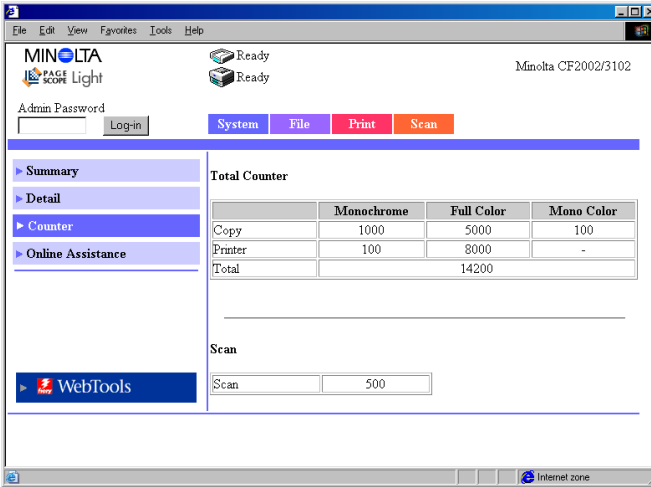 File Edit View Favorites Tools Help
MINOLTA
PAGE SCOPE Light
Ready
Ready
Minolta CF2002/3102
Admin Password
Log-in
System File Print Scan
Summary
Detail
Counter
Online Assistance
fiery WebTools
Total Counter
Monochrome Full Color Mono Color
Copy 1000 5000 100
Printer 100 8000 -
Total 14200
Scan
Scan 500
Internet zone